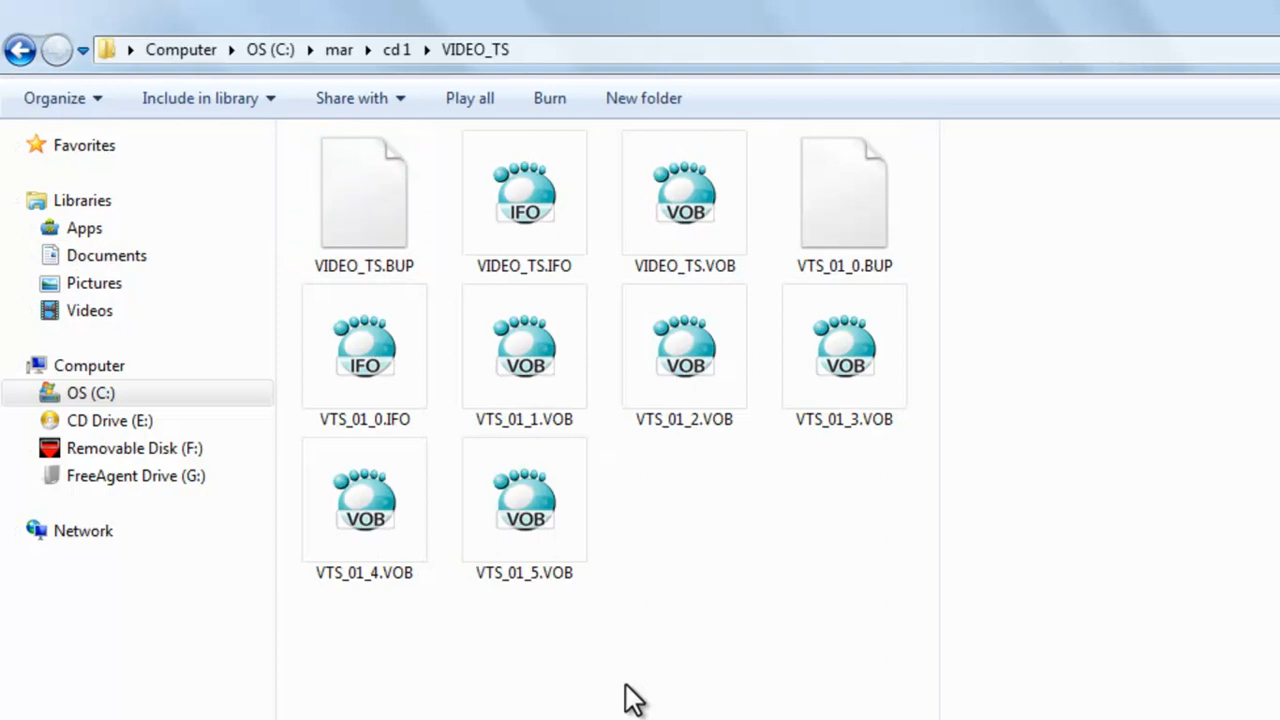 Computer OS (C:) mar cd 1 VIDEO_TS
Organize Include in library Share with Play all Burn New folder
Favorites
Libraries
Apps
Documents
Pictures
Videos
Computer
OS (C:)
CD Drive (E:)
Removable Disk (F:)
FreeAgent Drive (G:)
Network
IFO VOB
VIDEO_TS.BUP VIDEO_TS.IFO VIDEO_TS.VOB VTS_01_0.BUP
IFO VOB VOB VOB
VTS_01_0.IFO VTS_01_1.VOB VTS_01_2.VOB VTS_01_3.VOB
VOB VOB
VTS_01_4.VOB VTS_01_5.VOB